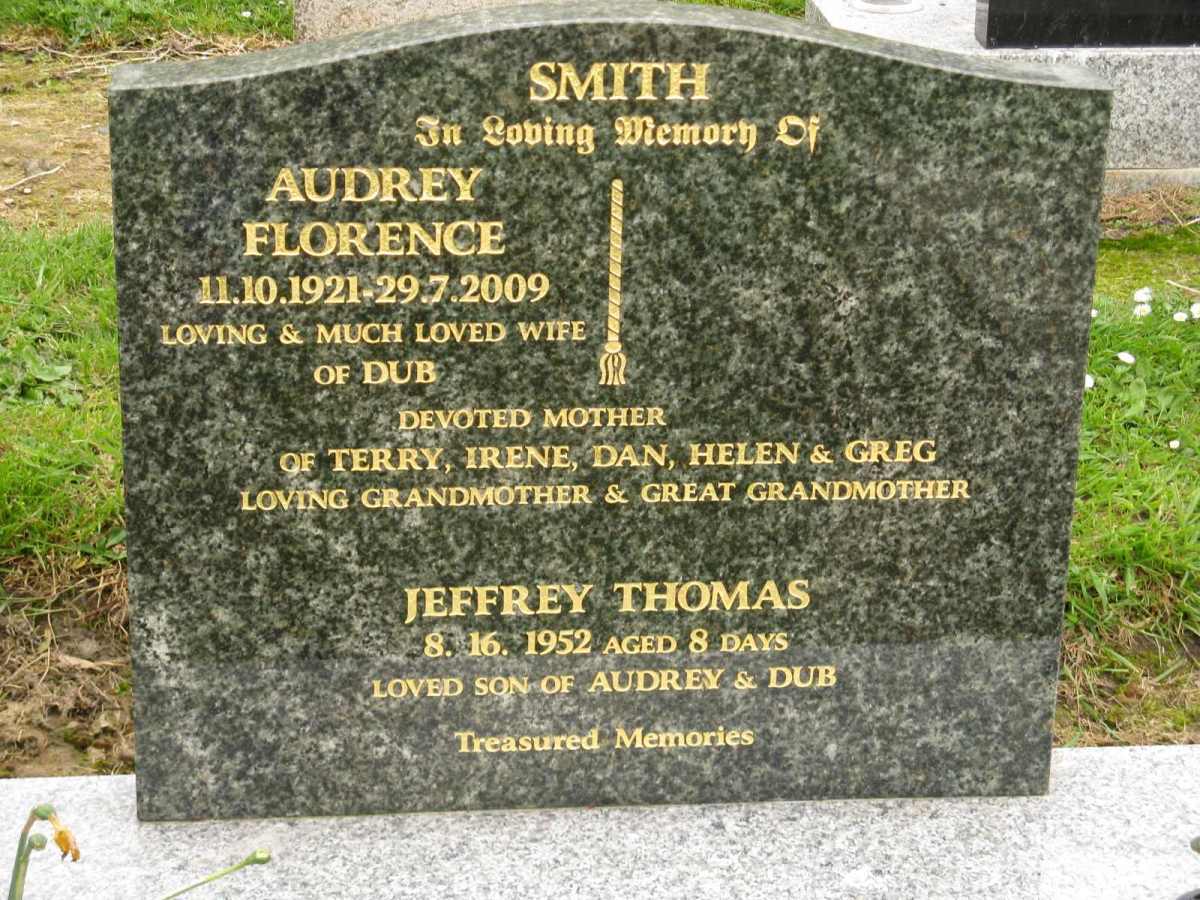 SMITH
In Loving Memory Of
AUDREY
FLORENCE
11.10.1921-29.7.2009
LOVING & MUCH LOVED WIFE
OF DUB
DEVOTED MOTHER
OF TERRY, IRENE, DAN, HELEN & GREG
LOVING GRANDMOTHER & GREAT GRANDMOTHER
JEFFREY THOMAS
8. 16. 1952 AGED 8 DAYS
LOVED SON OF AUDREY & DUB
Treasured Memories